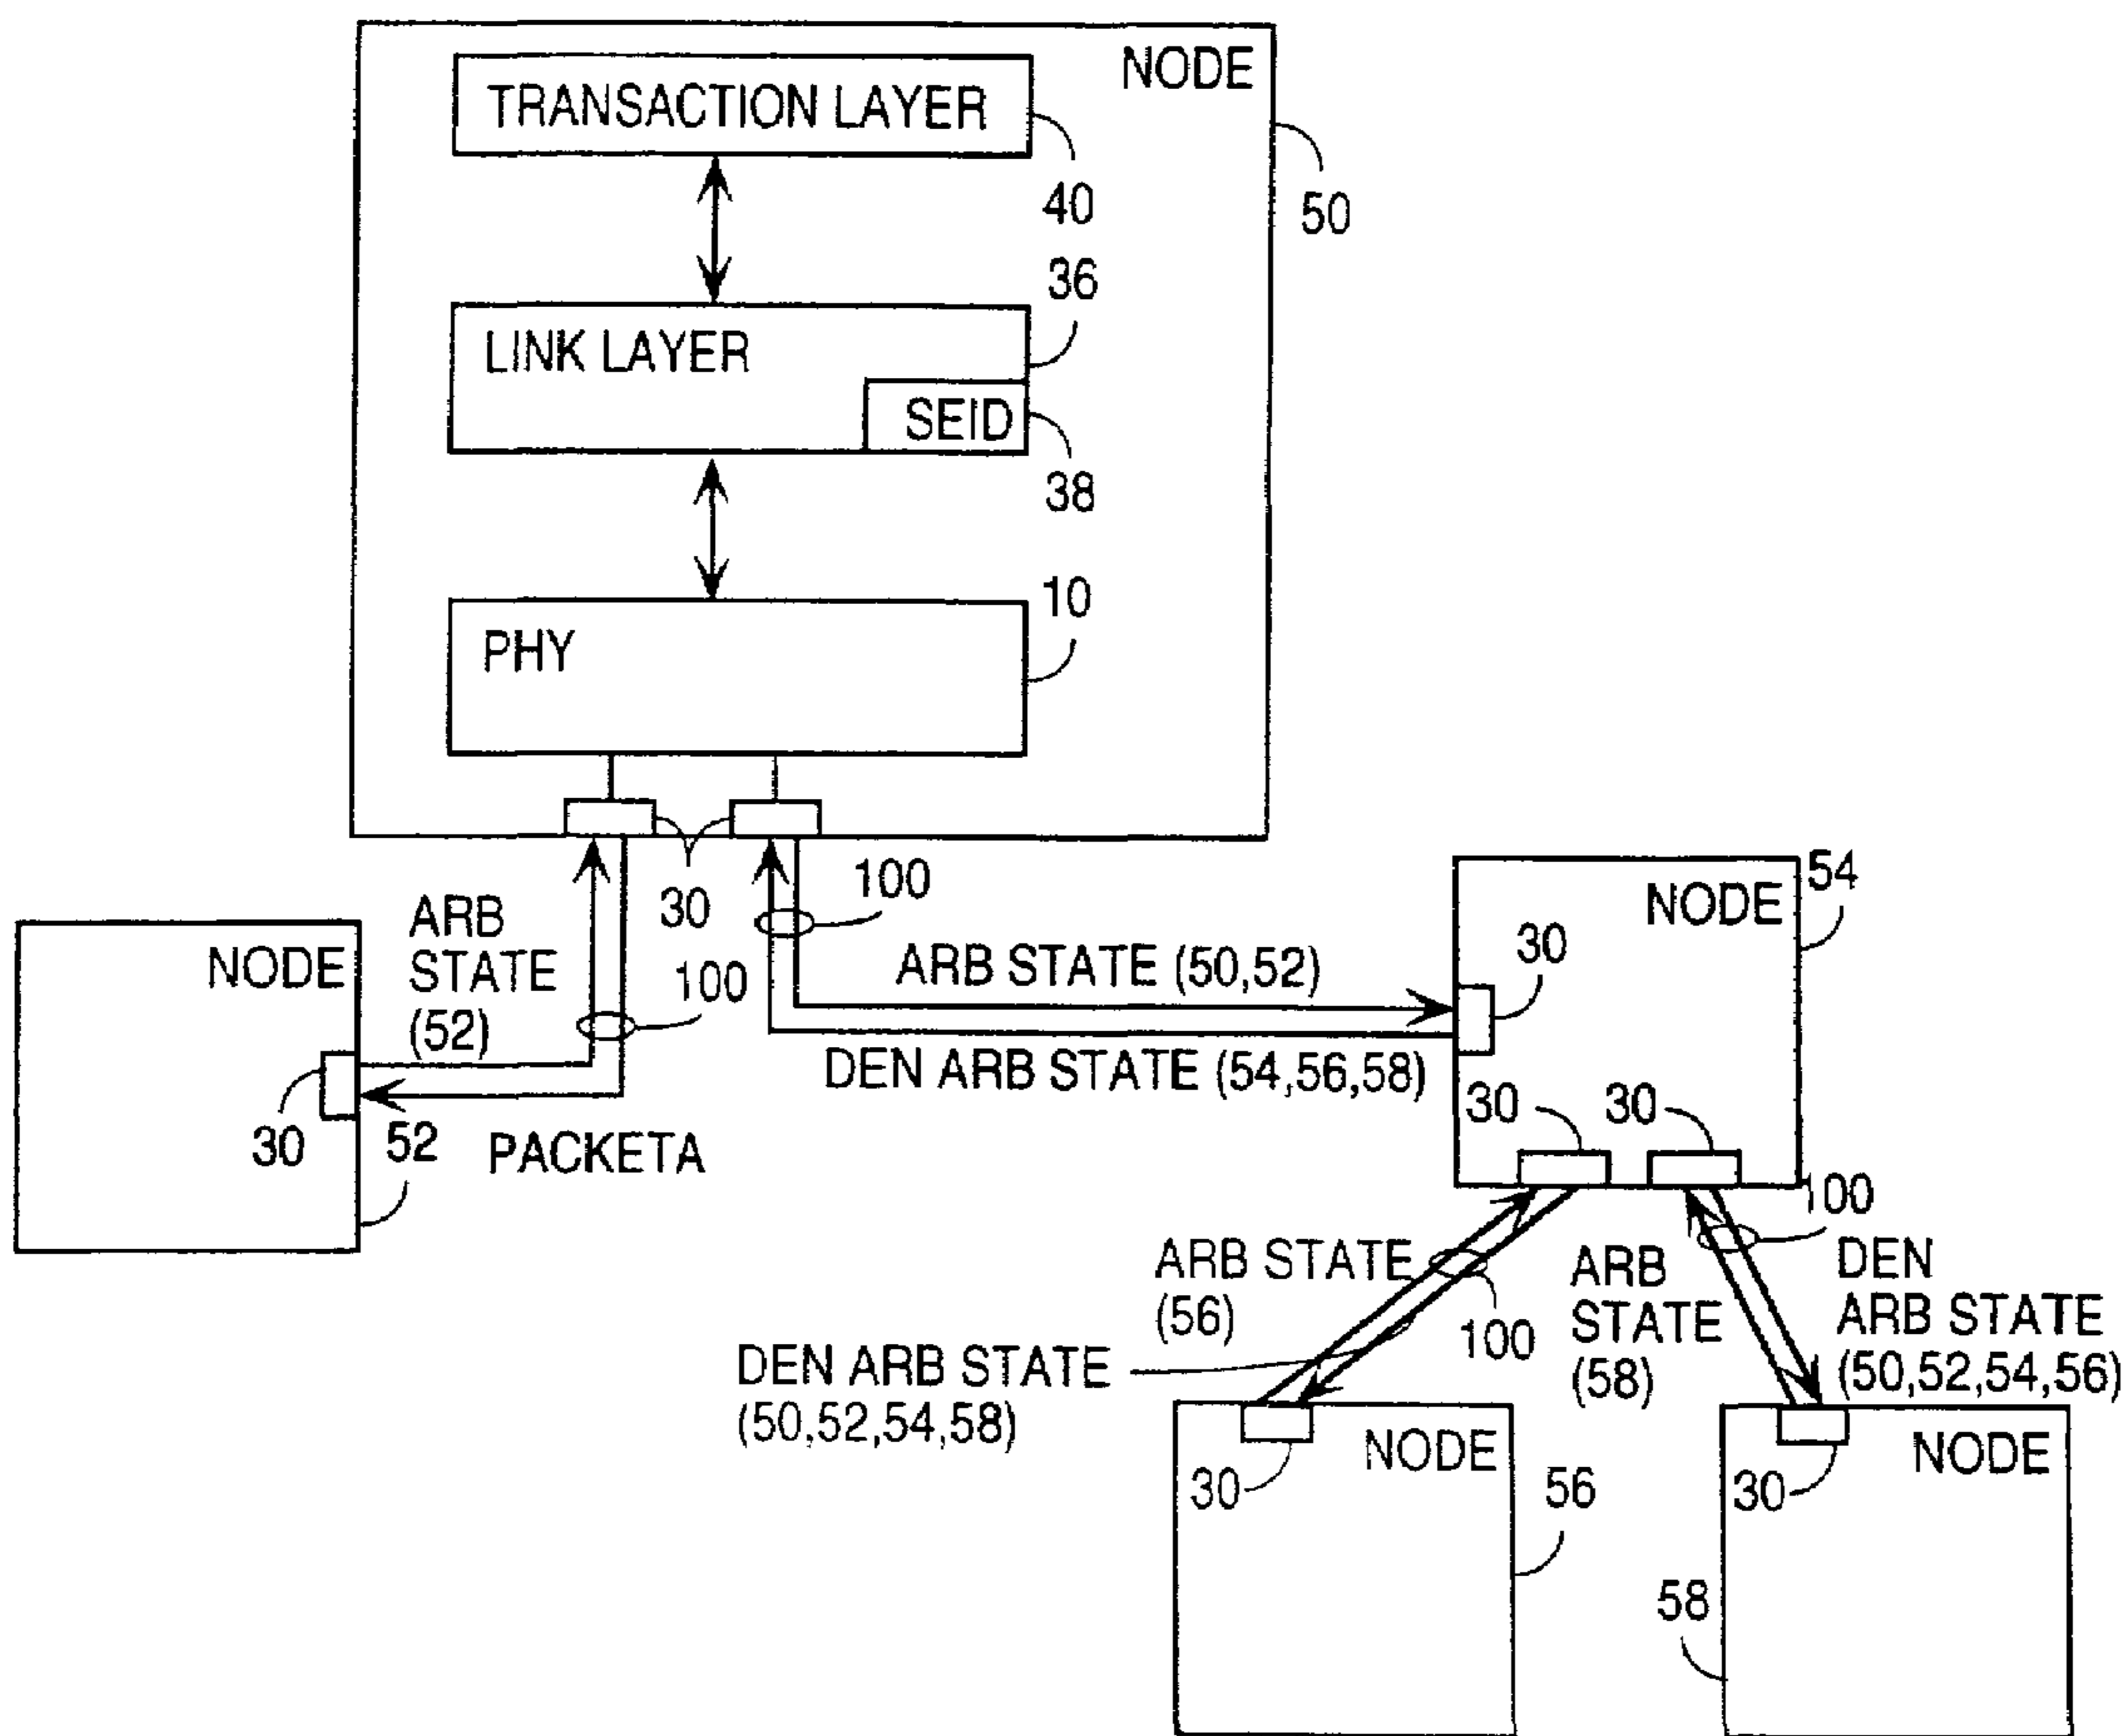 NODE
TRANSACTION LAYER
40
50
36
LINK LAYER
SEID
38
10
PHY
30
100
54
NODE
ARB
STATE
(52)
NODE
100
ARB STATE (50,52)
30
DEN ARB STATE (54,56,58)
30
30
30
52
PACKETA
100
ARB STATE
(56)
ARB
STATE
(58)
DEN
ARB STATE
(50,52,54,56)
100
DEN ARB STATE
(50,52,54,58)
NODE
30
56
NODE
30
58